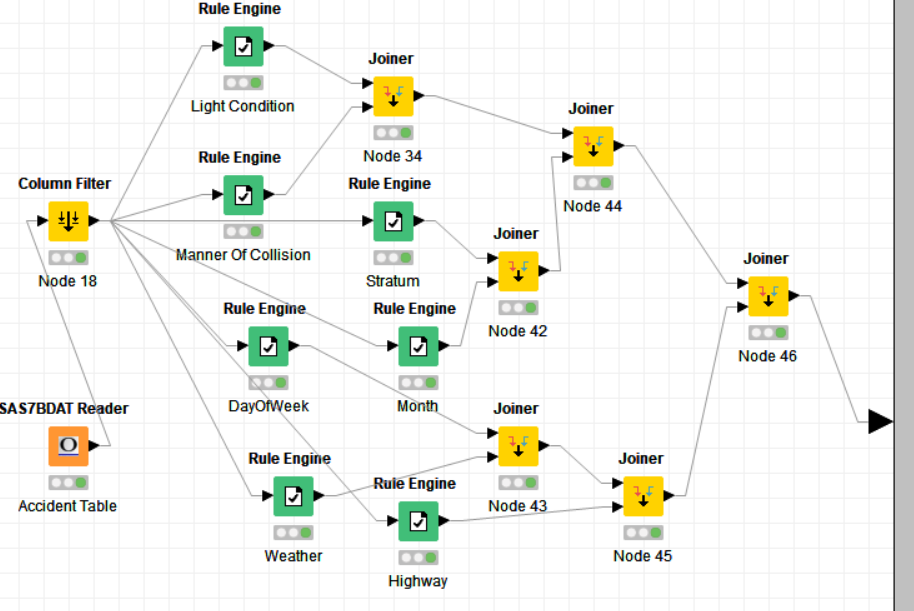 Rule Engine
Light Condition
Joiner
Node 34
Joiner
Node 44
Rule Engine
Manner Of Collision
Column Filter
Node 18
Rule Engine
Stratum
Joiner
Node 42
Joiner
Node 46
Rule Engine
DayOfWeek
Rule Engine
Month
SAS7BDAT Reader
Accident Table
Joiner
Node 43
Rule Engine
Weather
Rule Engine
Highway
Joiner
Node 45